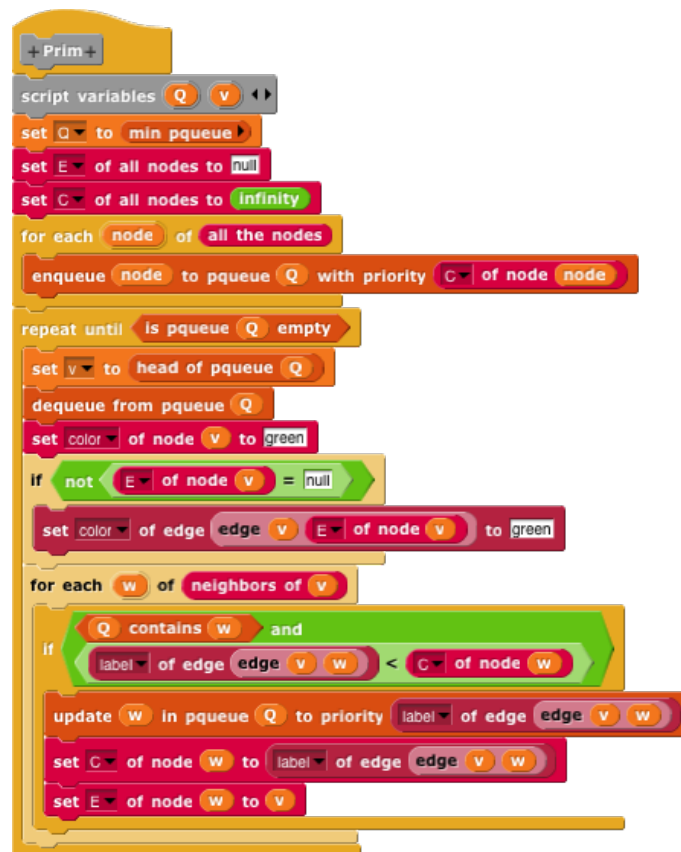 + Prim +
script variables Q v
set Q to min pqueue
set E of all nodes to null
set C of all nodes to infinity
for each node of all the nodes
enqueue node to pqueue Q with priority C of node node
repeat until is pqueue Q empty
set v to head of pqueue Q
dequeue from pqueue Q
set color of node v to green
if not E of node v = null
set color of edge edge v E of node v to green
for each w of neighbors of v
if Q contains w and
label of edge edge v w < C of node w
update w in pqueue Q to priority label of edge edge v w
set C of node w to label of edge edge v w
set E of node w to v